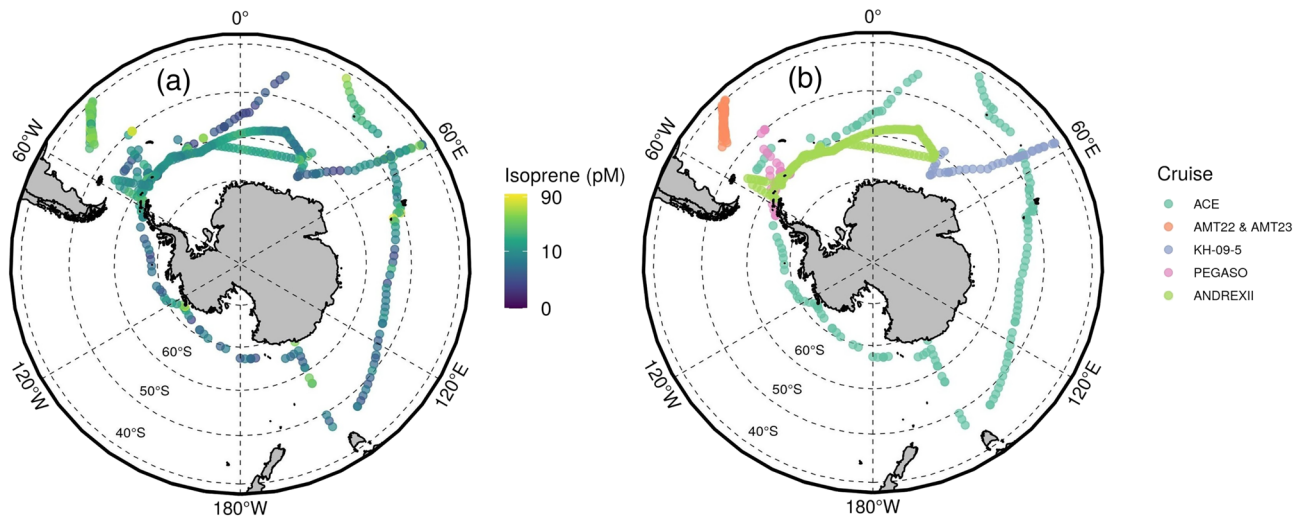 0°
(a)
60°W
60°E
60°S
50°S
40°S
120°W
120°E
180°W
Isoprene (pM)
90
10
0
0°
(b)
60°W
60°E
60°S
50°S
40°S
120°W
120°E
180°W
Cruise
ACE
AMT22 & AMT23
KH-09-5
PEGASO
ANDREXII